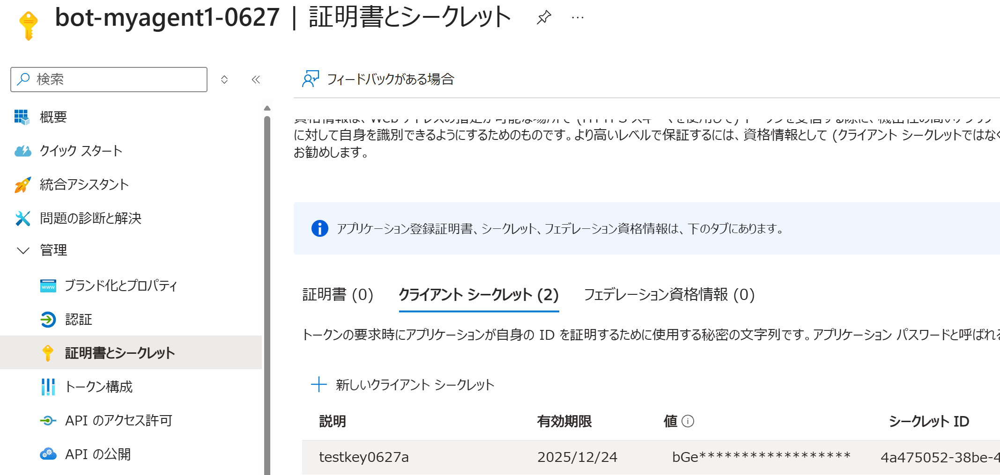 bot-myagent1-0627 | 証明書とシークレット
検索
フィードバックがある場合
概要
クイック スタート
統合アシスタント
問題の診断と解決
管理
ブランド化とプロパティ
認証
証明書とシークレット
トークン構成
API のアクセス許可
API の公開
に対して自身を識別できるようにするためのものです。より高いレベルで保証するには、資格情報として (クライアント シークレットではなく
お勧めします。
アプリケーション登録証明書、シークレット、フェデレーション資格情報は、下のタブにあります。
証明書 (0) クライアント シークレット (2) フェデレーション資格情報 (0)
トークンの要求時にアプリケーションが自身の ID を証明するために使用する秘密の文字列です。アプリケーション パスワードと呼ばれる
新しいクライアント シークレット
説明 有効期限 値 シークレット ID
testkey0627a 2025/12/24 bGe****************** 4a475052-38be-4